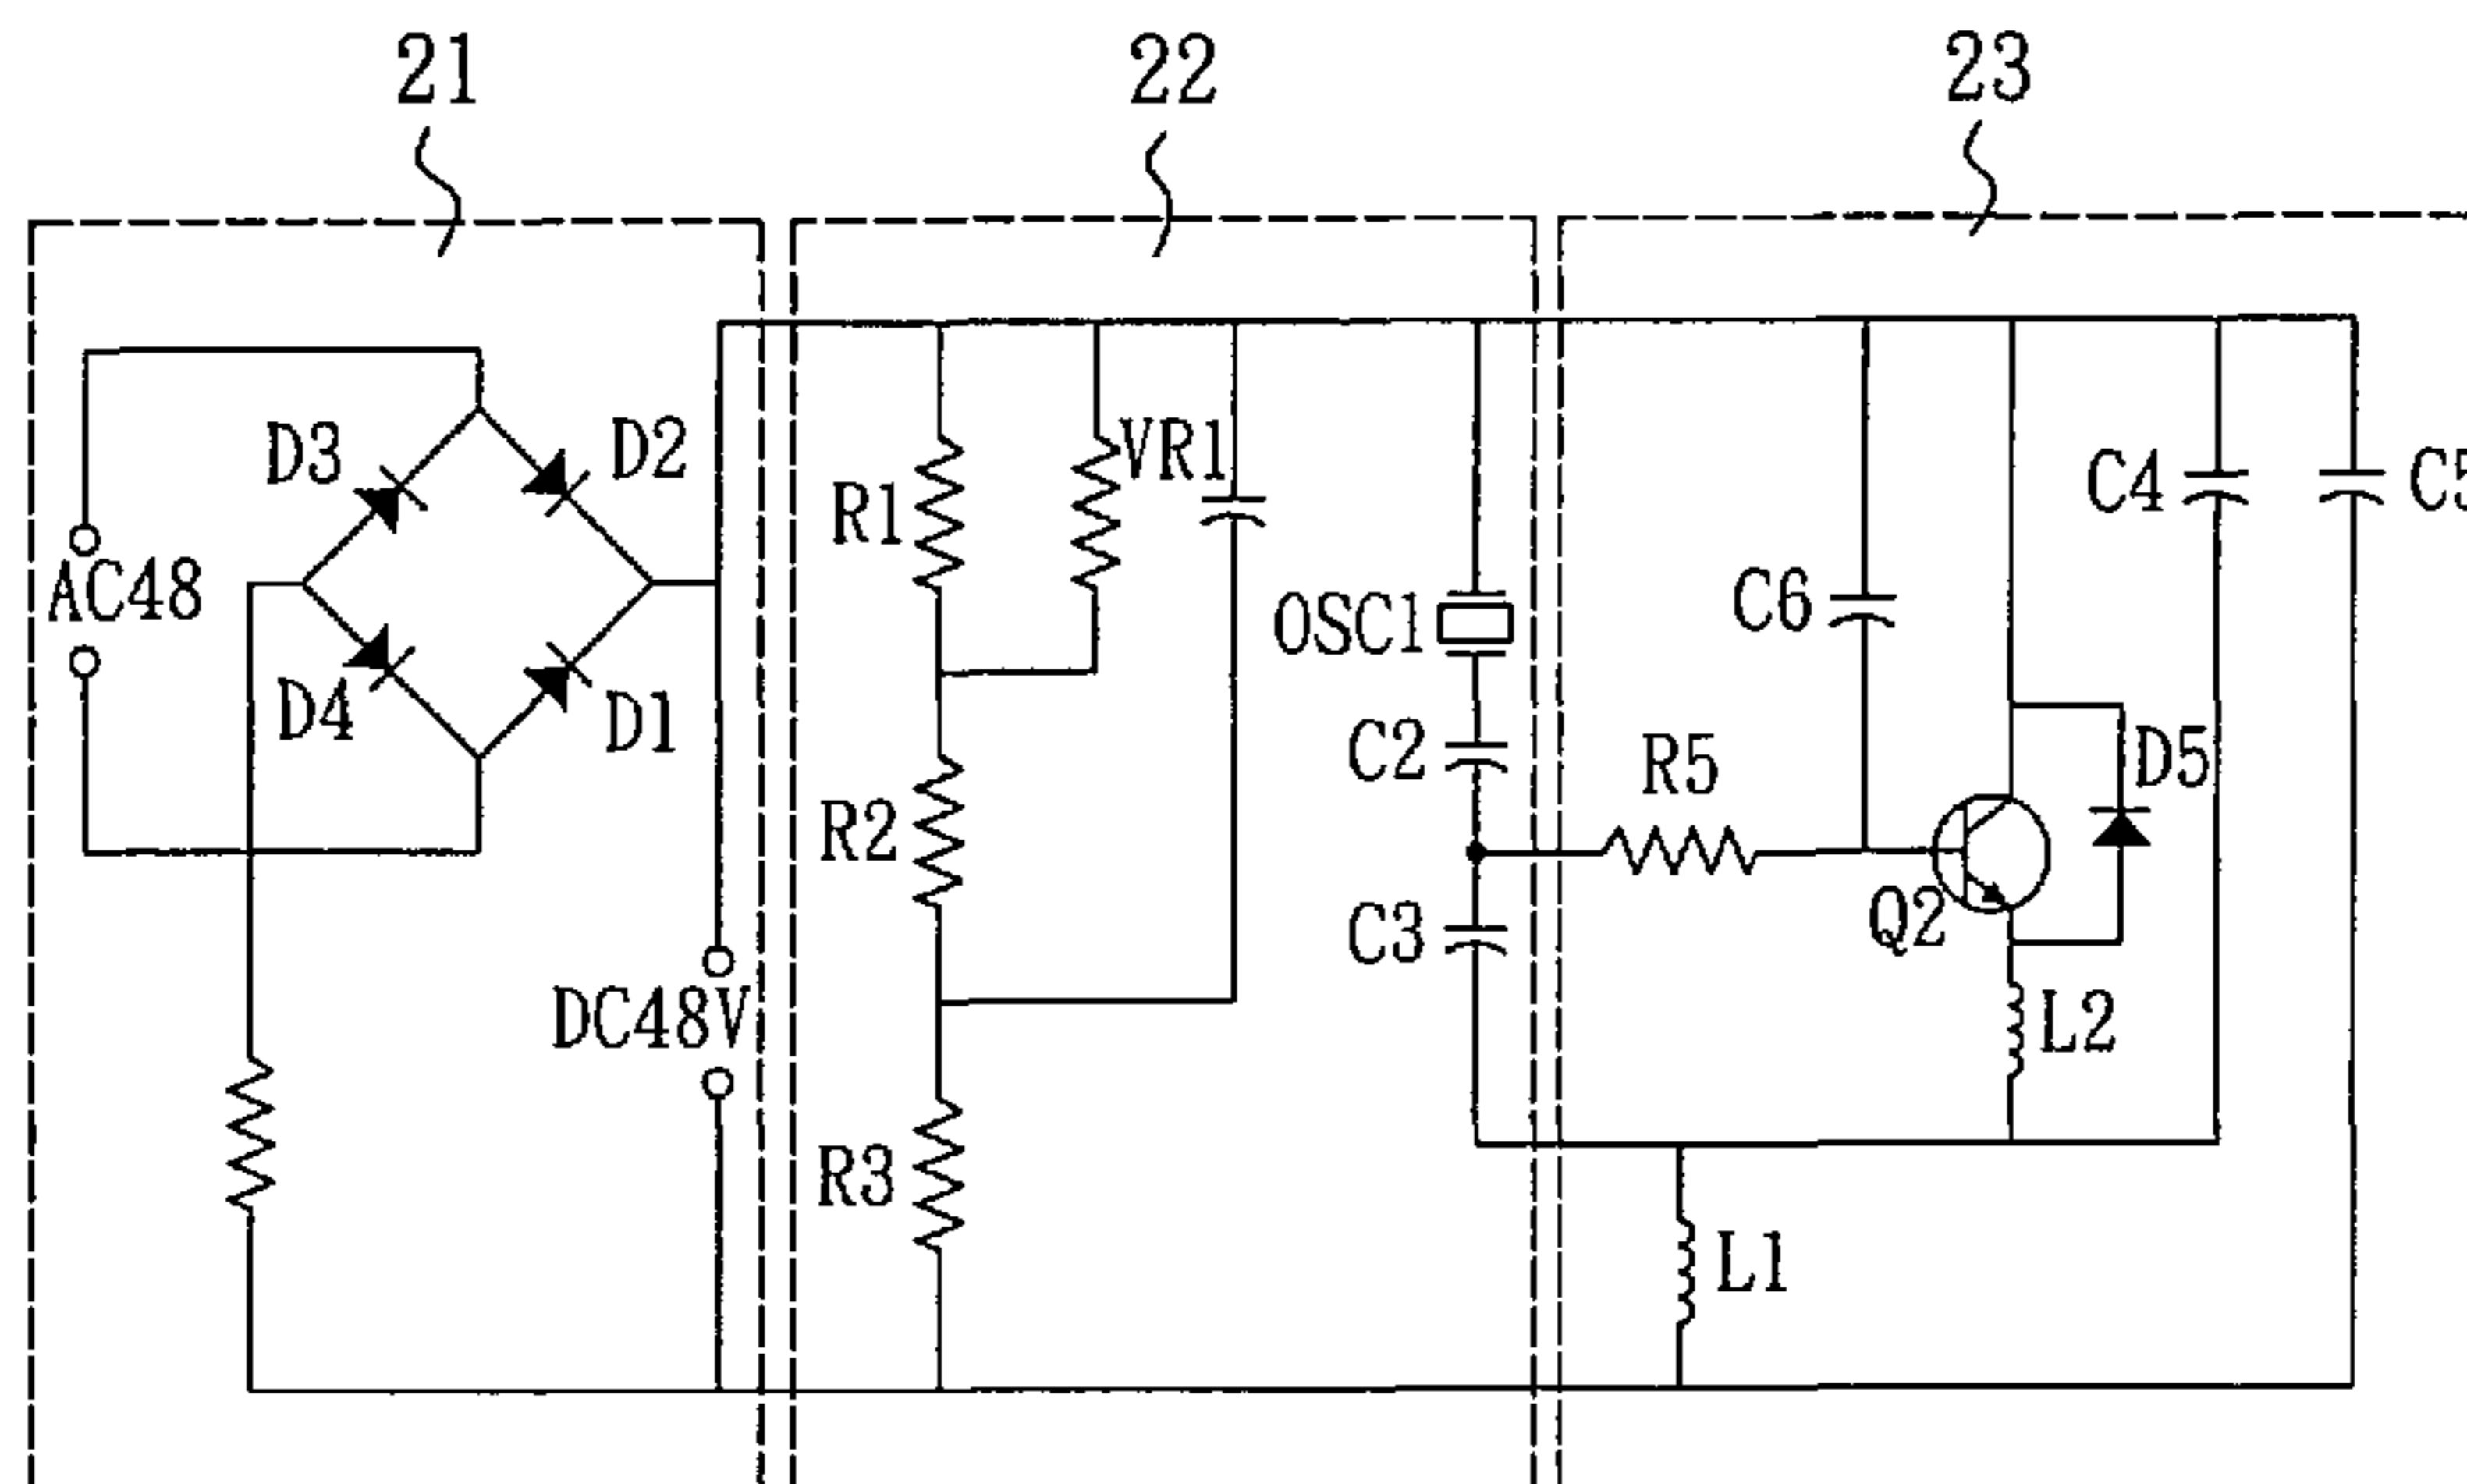 21
22
23
D3
D2
VR1
R1
C4
C5
AC48
OSC1
C6
D4
D1
C2
R5
D5
R2
C3
Q2
DC48V
L2
R3
L1